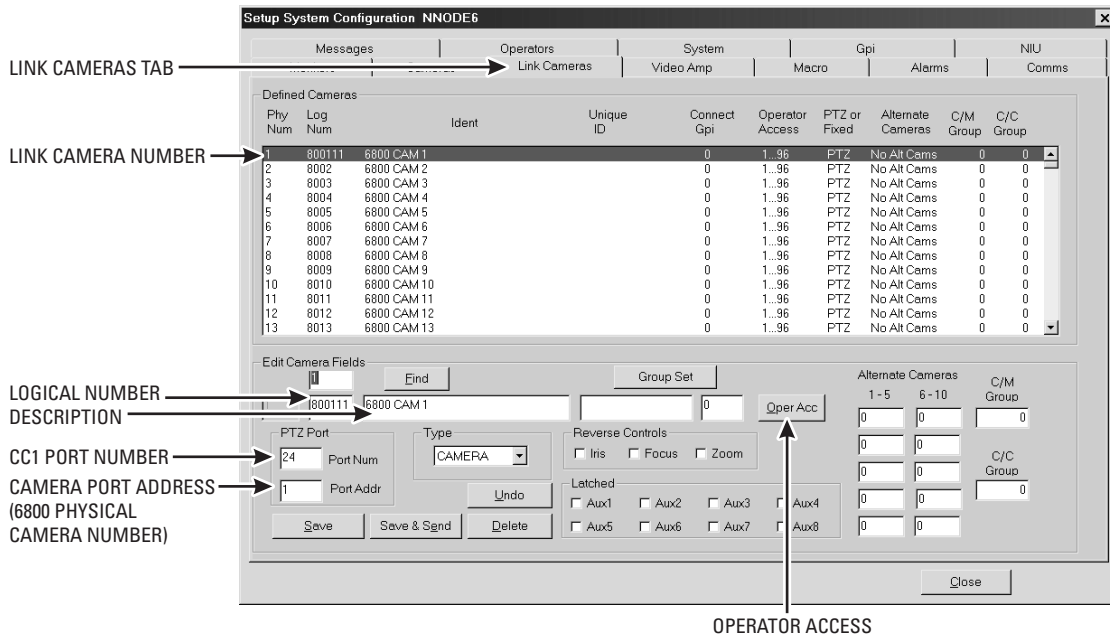 Setup System Configuration NNODE6
Messages Operators System Gpi NIU
LINK CAMERAS TAB
Monitors Cameras Link Cameras Video Amp Macro Alarms Comms
Defined Cameras
Phy Num Log Num Ident Unique ID Connect Gpi Operator Access PTZ or Fixed Alternate Cameras C/M Group C/C Group
LINK CAMERA NUMBER
1 800111 6800 CAM 1 0 1...96 PTZ No Alt Cams 0 0
2 8002 6800 CAM 2 0 1...96 PTZ No Alt Cams 0 0
3 8003 6800 CAM 3 0 1...96 PTZ No Alt Cams 0 0
4 8004 6800 CAM 4 0 1...96 PTZ No Alt Cams 0 0
5 8005 6800 CAM 5 0 1...96 PTZ No Alt Cams 0 0
6 8006 6800 CAM 6 0 1...96 PTZ No Alt Cams 0 0
7 8007 6800 CAM 7 0 1...96 PTZ No Alt Cams 0 0
8 8008 6800 CAM 8 0 1...96 PTZ No Alt Cams 0 0
9 8009 6800 CAM 9 0 1...96 PTZ No Alt Cams 0 0
10 8010 6800 CAM 10 0 1...96 PTZ No Alt Cams 0 0
11 8011 6800 CAM 11 0 1...96 PTZ No Alt Cams 0 0
12 8012 6800 CAM 12 0 1...96 PTZ No Alt Cams 0 0
13 8013 6800 CAM 13 0 1...96 PTZ No Alt Cams 0 0
Edit Camera Fields
1 Find Group Set
LOGICAL NUMBER
DESCRIPTION
800111 6800 CAM 1 0 Oper Acc
Alternate Cameras
1 - 5 6 - 10
0 0
0 0
0 0
0 0
0 0
C/M
Group
0
C/C
Group
0
PTZ Port
CC1 PORT NUMBER
24 Port Num
CAMERA PORT ADDRESS
(6800 PHYSICAL
CAMERA NUMBER)
1 Port Addr
Type
CAMERA
Reverse Controls
Iris Focus Zoom
Latched
Aux1 Aux2 Aux3 Aux4
Aux5 Aux6 Aux7 Aux8
Undo
Save Save & Send Delete
Close
OPERATOR ACCESS